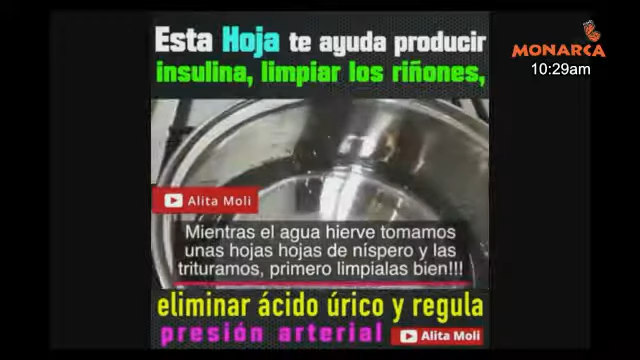 Esta Hoja te ayuda producir
insulina, limpiar los riñones,
MONARCA
10:29am
Alita Moli
Mientras el agua hierve tomamos
unas hojas hojas de níspero y las
trituramos, primero limpialas bien!!!
eliminar ácido úrico y regula
presión arterial
Alita Moli